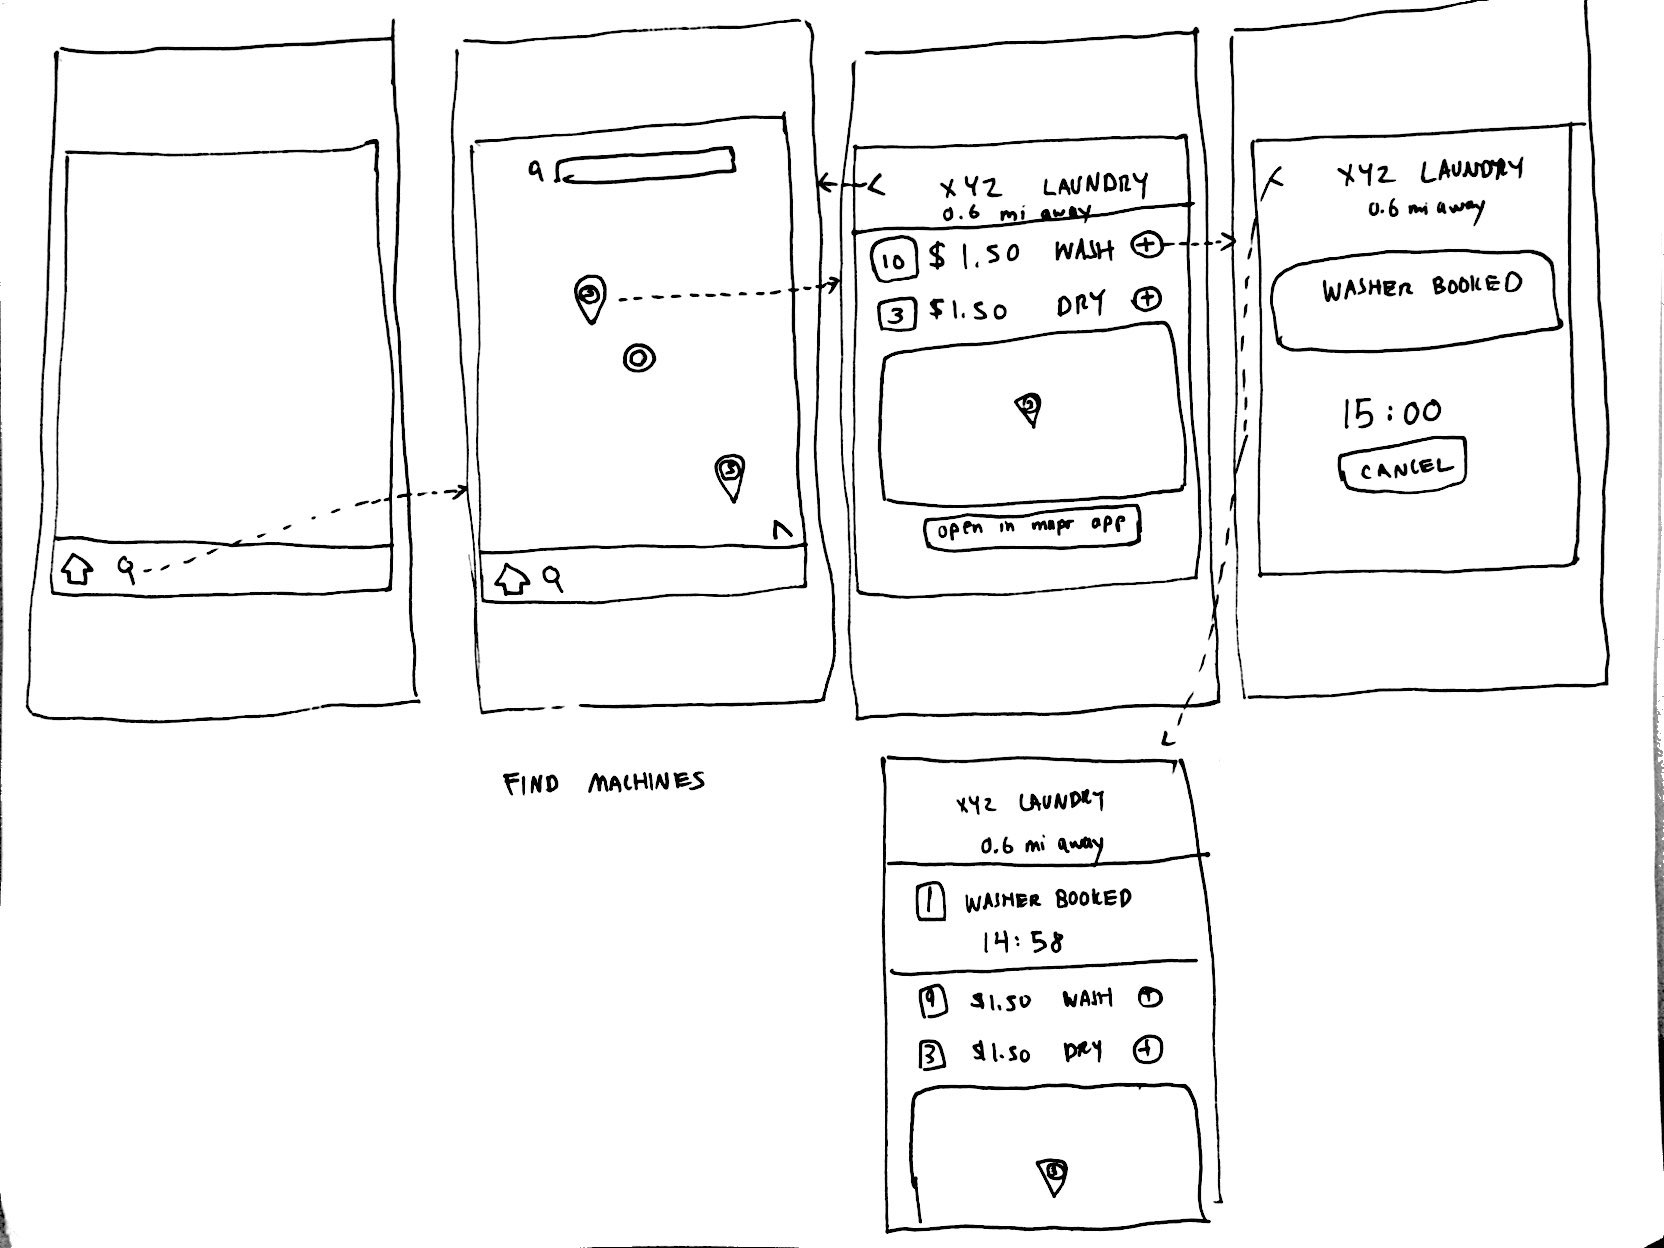 XYZ LAUNDRY
0.6 mi away
10 $1.50 WASH +
3 $1.50 DRY +
open in maps app
XYZ LAUNDRY
0.6 mi away
WASHER BOOKED
15:00
CANCEL
FIND MACHINES
XYZ LAUNDRY
0.6 mi away
1 WASHER BOOKED
14:58
9 $1.50 WASH +
3 $1.50 DRY +